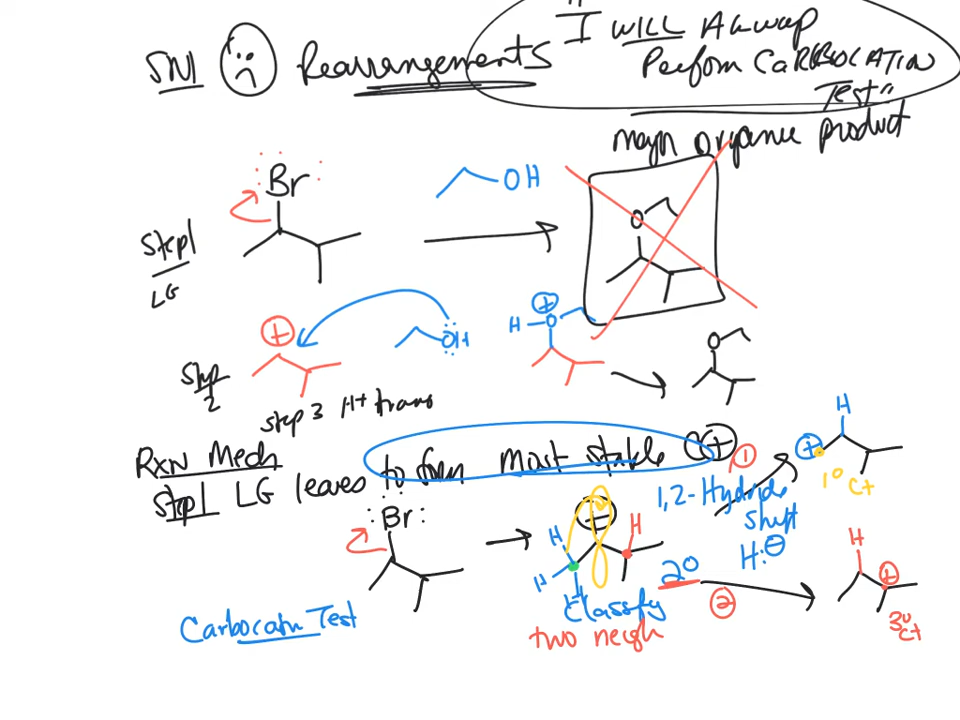 SN1 Rearrangements
"I WILL Always
Perform CARBOCATION
Test"
major organic product
Br
OH
O
Step1
LG
+
OH
H-O
+
O
Step 2
step 3 H+ trans
Rxn Mech
Step1 LG leaves to form most stable C+
1
1,2-Hydride
shift
H:⊖
H
+
1° C+
:Br:
H
H
H
H
2°
2
Classify
two neigh
Carbocatn Test
H
+
3° C+